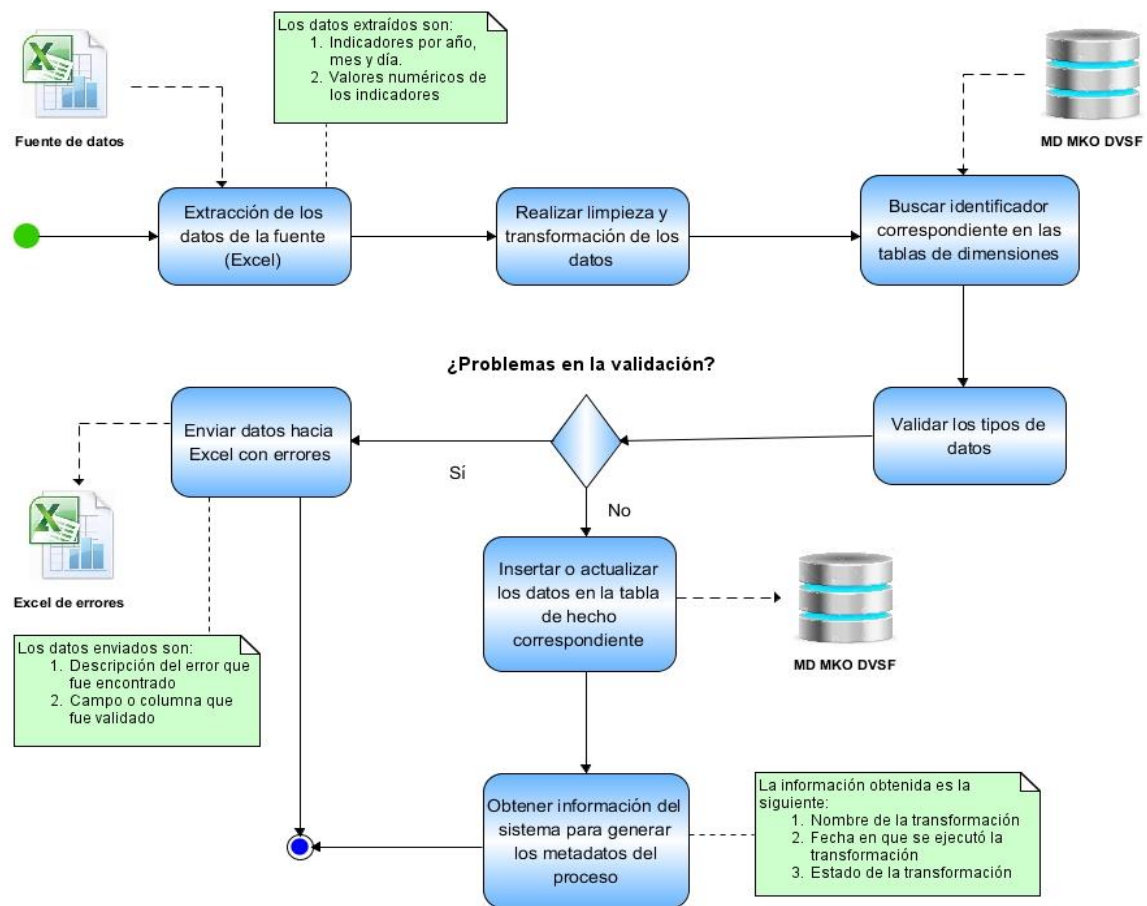 Los datos extraídos son:
1. Indicadores por año,
mes y día.
2. Valores numéricos de
los indicadores
Fuente de datos
MD MKO DVSF
Extracción de los
datos de la fuente
(Excel)
Realizar limpieza y
transformación de los
datos
Buscar identificador
correspondiente en las
tablas de dimensiones
¿Problemas en la validación?
Enviar datos hacia
Excel con errores
Validar los tipos de
datos
Sí
No
Excel de errores
Insertar o actualizar
los datos en la tabla
de hecho
correspondiente
MD MKO DVSF
Los datos enviados son:
1. Descripción del error que
fue encontrado
2. Campo o columna que
fue validado
Obtener información del
sistema para generar
los metadatos del
proceso
La información obtenida es la
siguiente:
1. Nombre de la transformación
2. Fecha en que se ejecutó la
transformación
3. Estado de la transformación